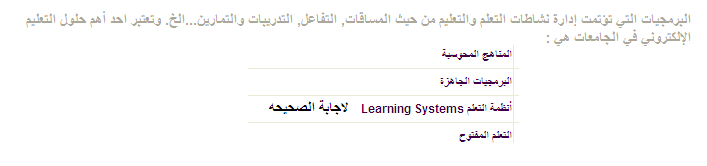 البرمجيات التي تؤتمت إدارة نشاطات التعلم والتعليم من حيث المساقات, التفاعل, التدريبات والتمارين...الخ. وتعتبر احد أهم حلول التعليم
الإلكتروني في الجامعات هي :
المناهج المحوسبة
البرمجيات الجاهزة
أنظمة التعلم Learning Systems لاجابة الصحيحه
التعلم المفتوح